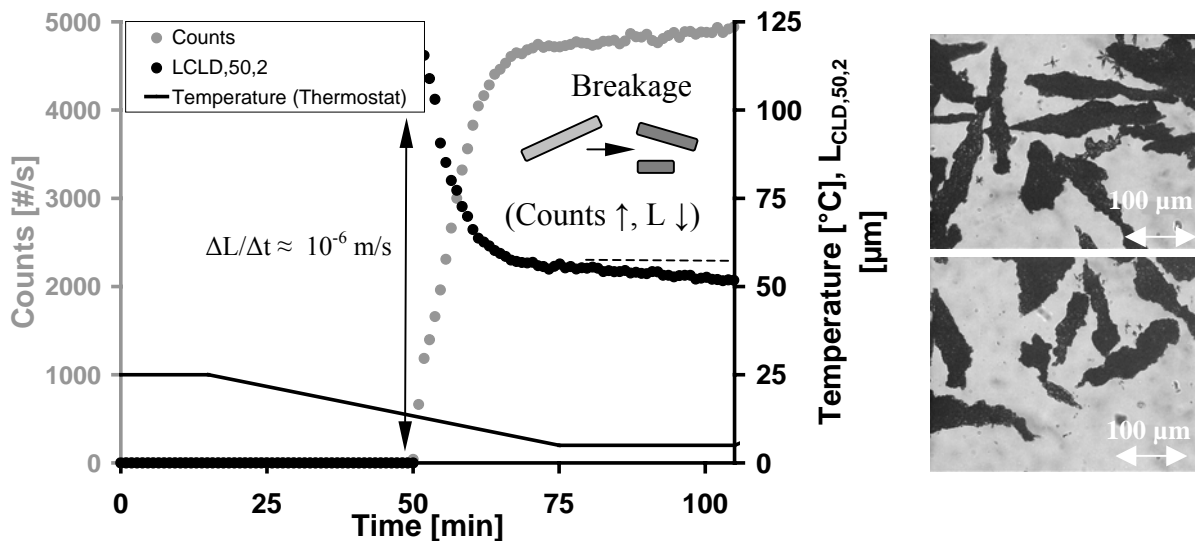 5000
4000
3000
2000
1000
0
Counts [#/s]
Counts
LCLD,50,2
Temperature (Thermostat)
ΔL/Δt ≈ 10⁻⁶ m/s
Breakage
(Counts ↑, L ↓)
125
100
75
50
25
0
Temperature [°C], L_CLD,50,2
[µm]
0
25
50
75
100
Time [min]
100 µm
100 µm